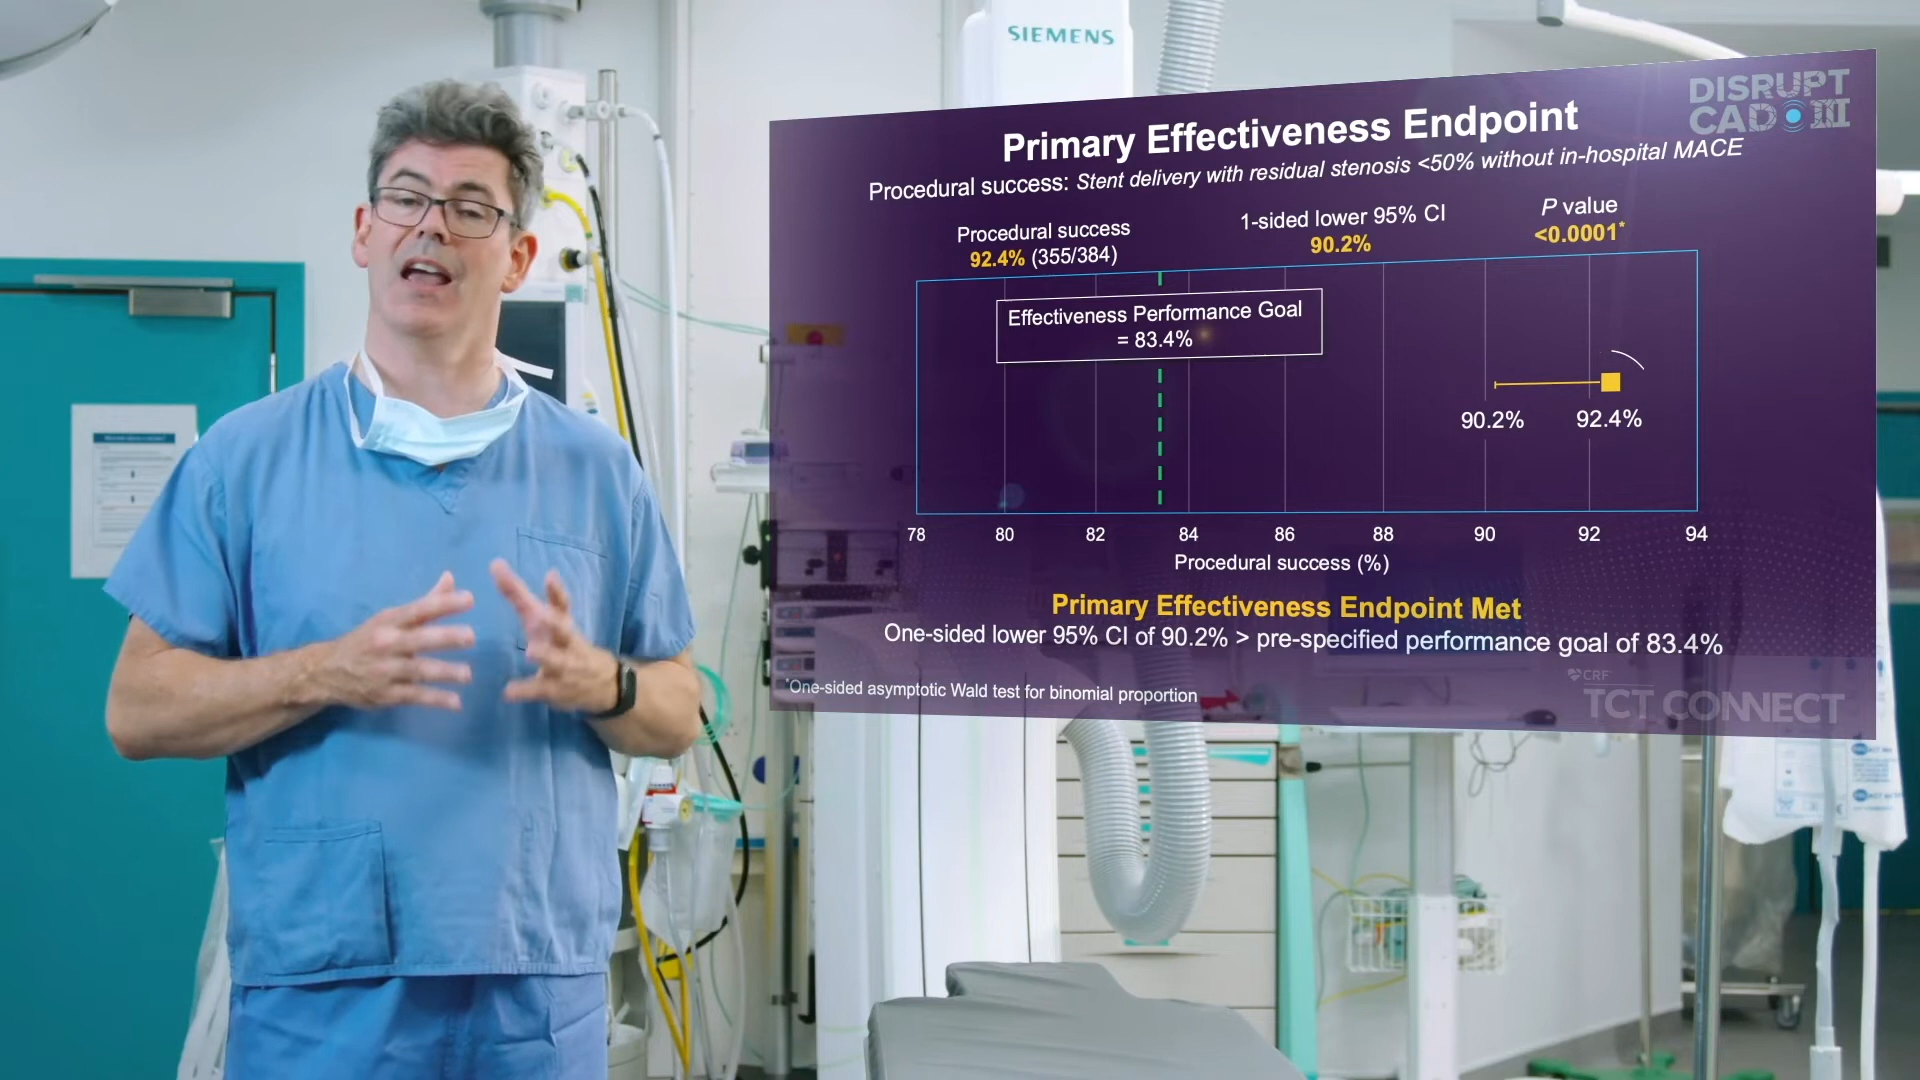 SIEMENS
DISRUPT
CAD III
Primary Effectiveness Endpoint
Procedural success: Stent delivery with residual stenosis <50% without in-hospital MACE
Procedural success
92.4% (355/384)
1-sided lower 95% CI
90.2%
P value
<0.0001*
Effectiveness Performance Goal
= 83.4%
90.2% 92.4%
78 80 82 84 86 88 90 92 94
Procedural success (%)
Primary Effectiveness Endpoint Met
One-sided lower 95% CI of 90.2% > pre-specified performance goal of 83.4%
*One-sided asymptotic Wald test for binomial proportion
CRF
TCT CONNECT